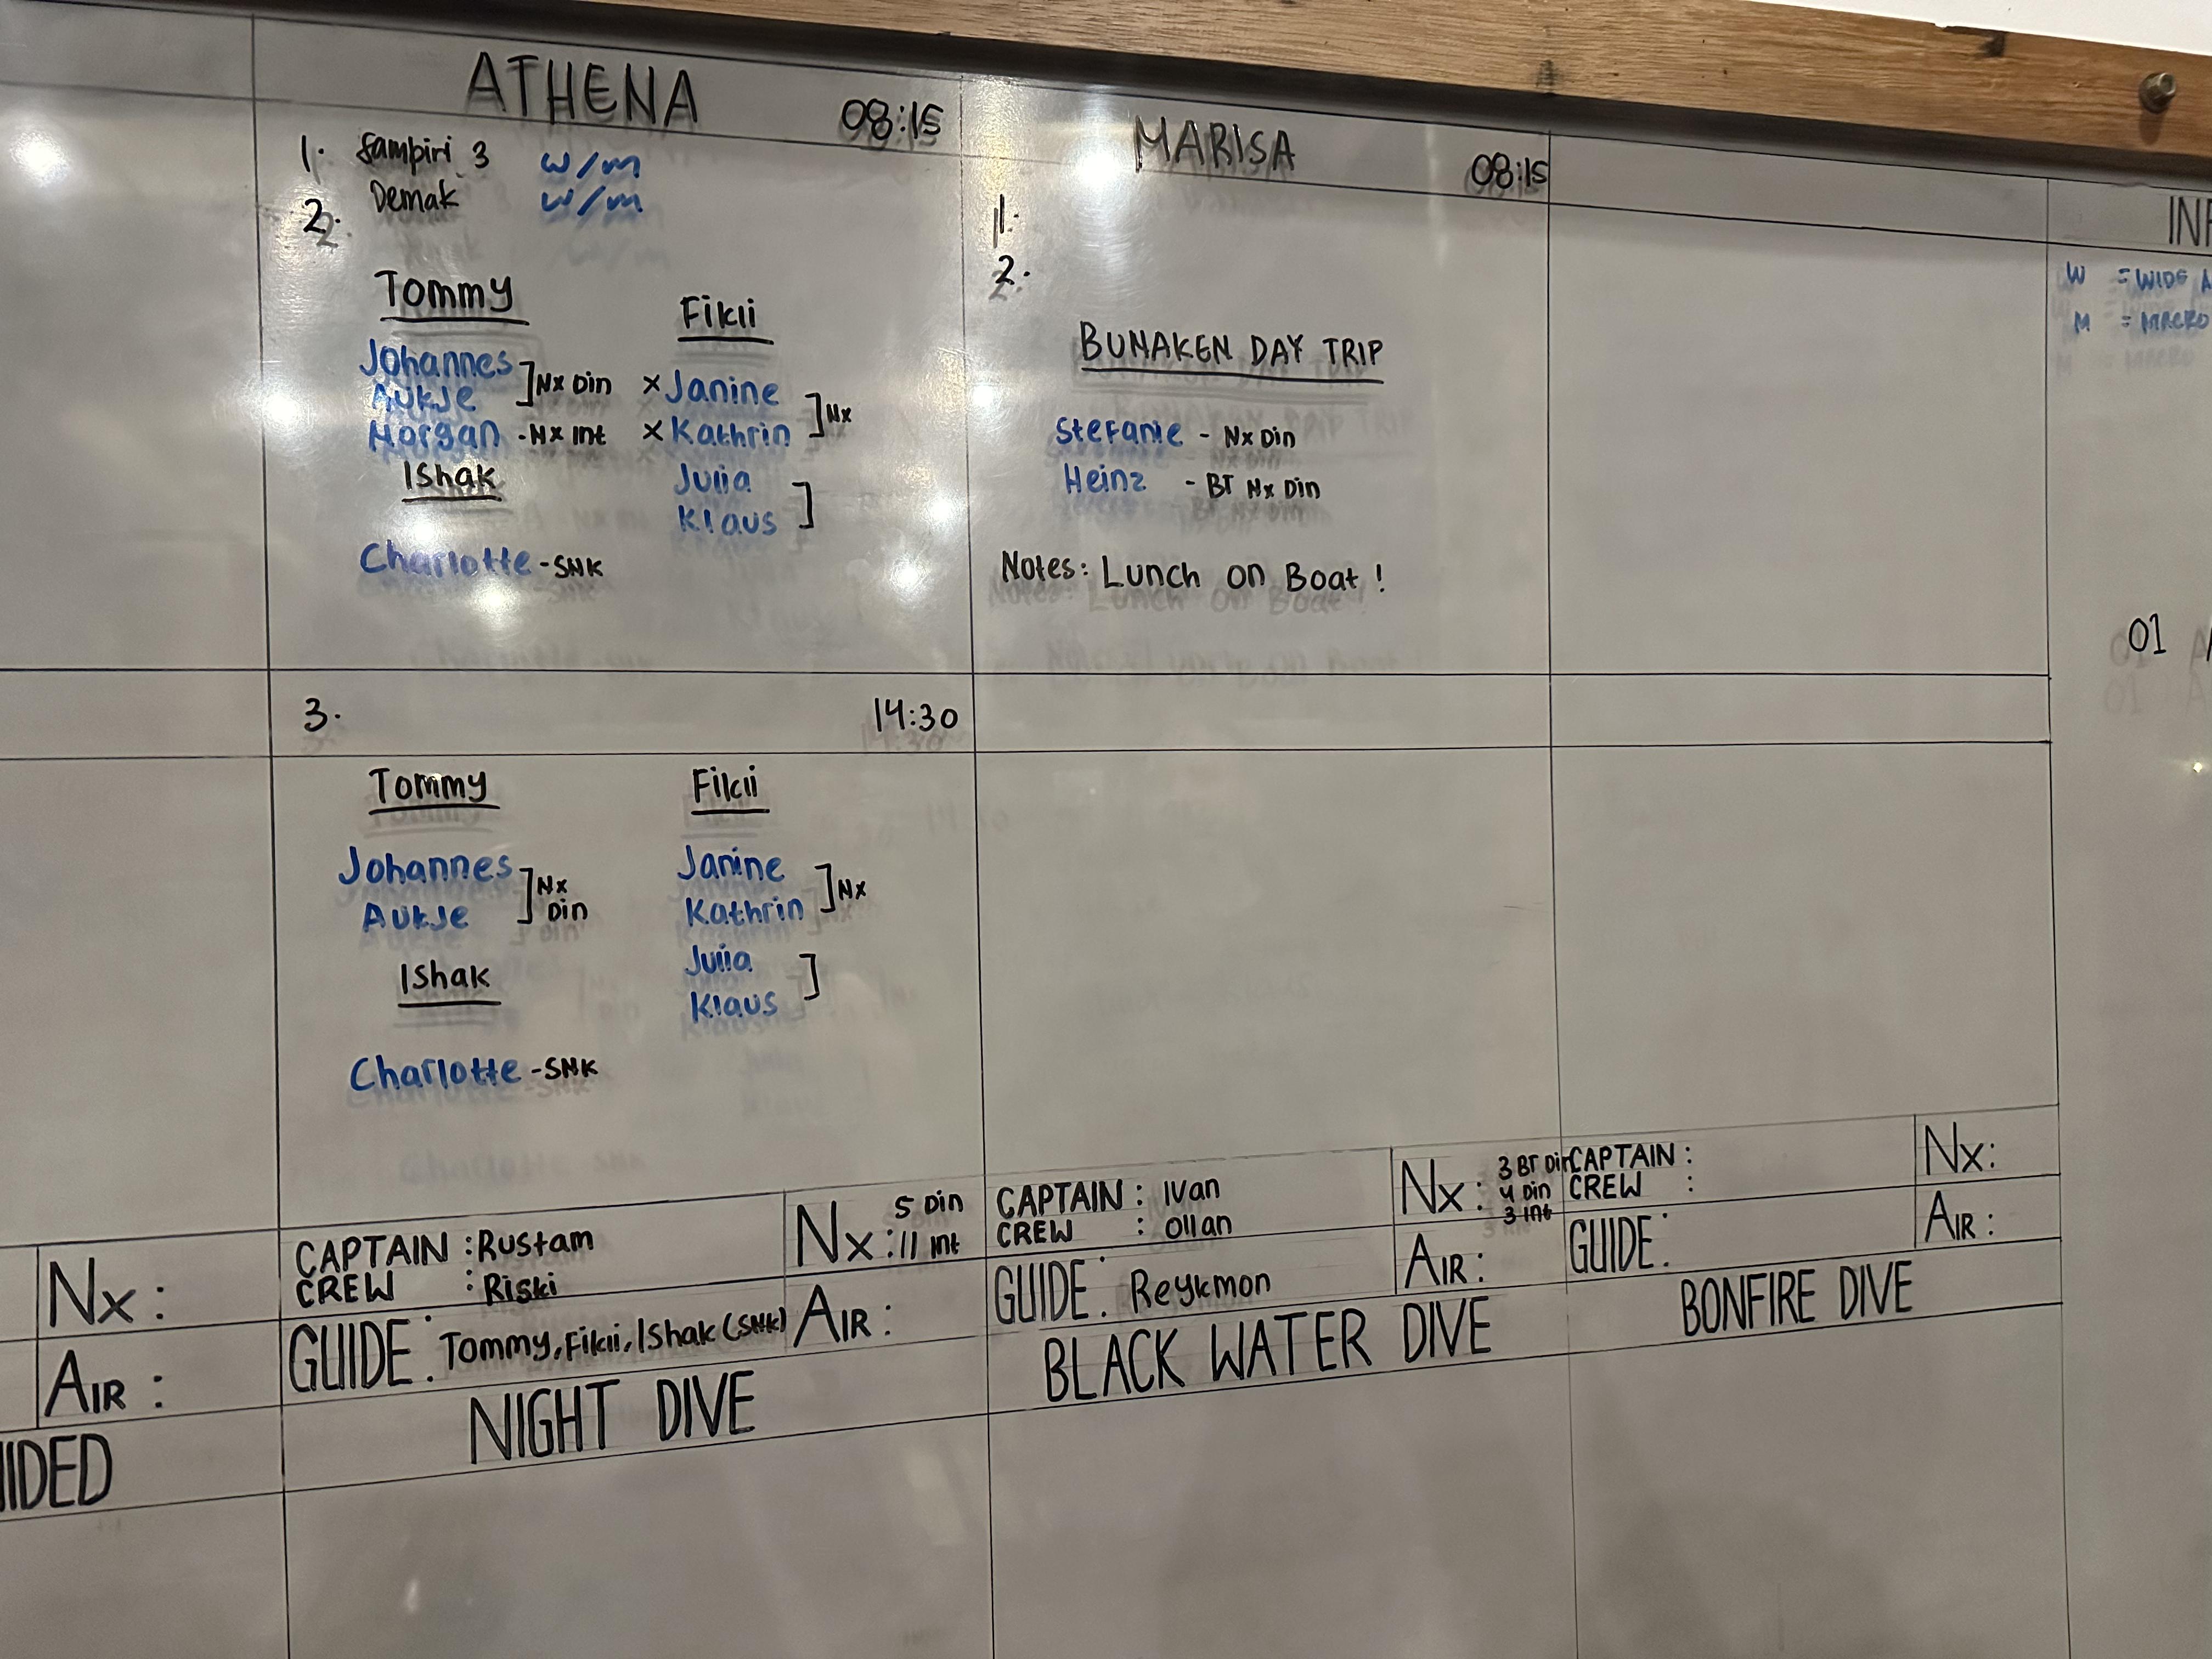 ATHENA 08:15
1. Sampiri 3 W/M
2. Demak W/M
Tommy
Johannes
Aukje
] Nx Din
Morgan - Nx Int
Ishak
Charlotte - SNK
Fikii
x Janine
x Kathrin
] Nx
Julia
Klaus
]
MARISA 08:15
1.
2.
BUNAKEN DAY TRIP
Stefanie - Nx Din
Heinz - BT Nx Din
Notes: Lunch on Boat!
W = WIDE
M = MACRO
01
3. 14:30
Tommy
Johannes
Aukje
] Nx
Din
Ishak
Charlotte - SNK
Fikii
Janine
Kathrin
] Nx
Julia
Klaus
]
Nx:
AIR:
CAPTAIN : Rustam
CREW : Riski
GUIDE: Tommy, Fikii, Ishak (SNK)
Nx: 5 Din
11 Int
AIR:
CAPTAIN : Ivan
CREW : Ollan
GUIDE: Reykmon
Nx: 3 BT Din
4 Din
3 Int
AIR:
CAPTAIN :
CREW :
GUIDE:
Nx:
AIR:
NIGHT DIVE
BLACK WATER DIVE
BONFIRE DIVE